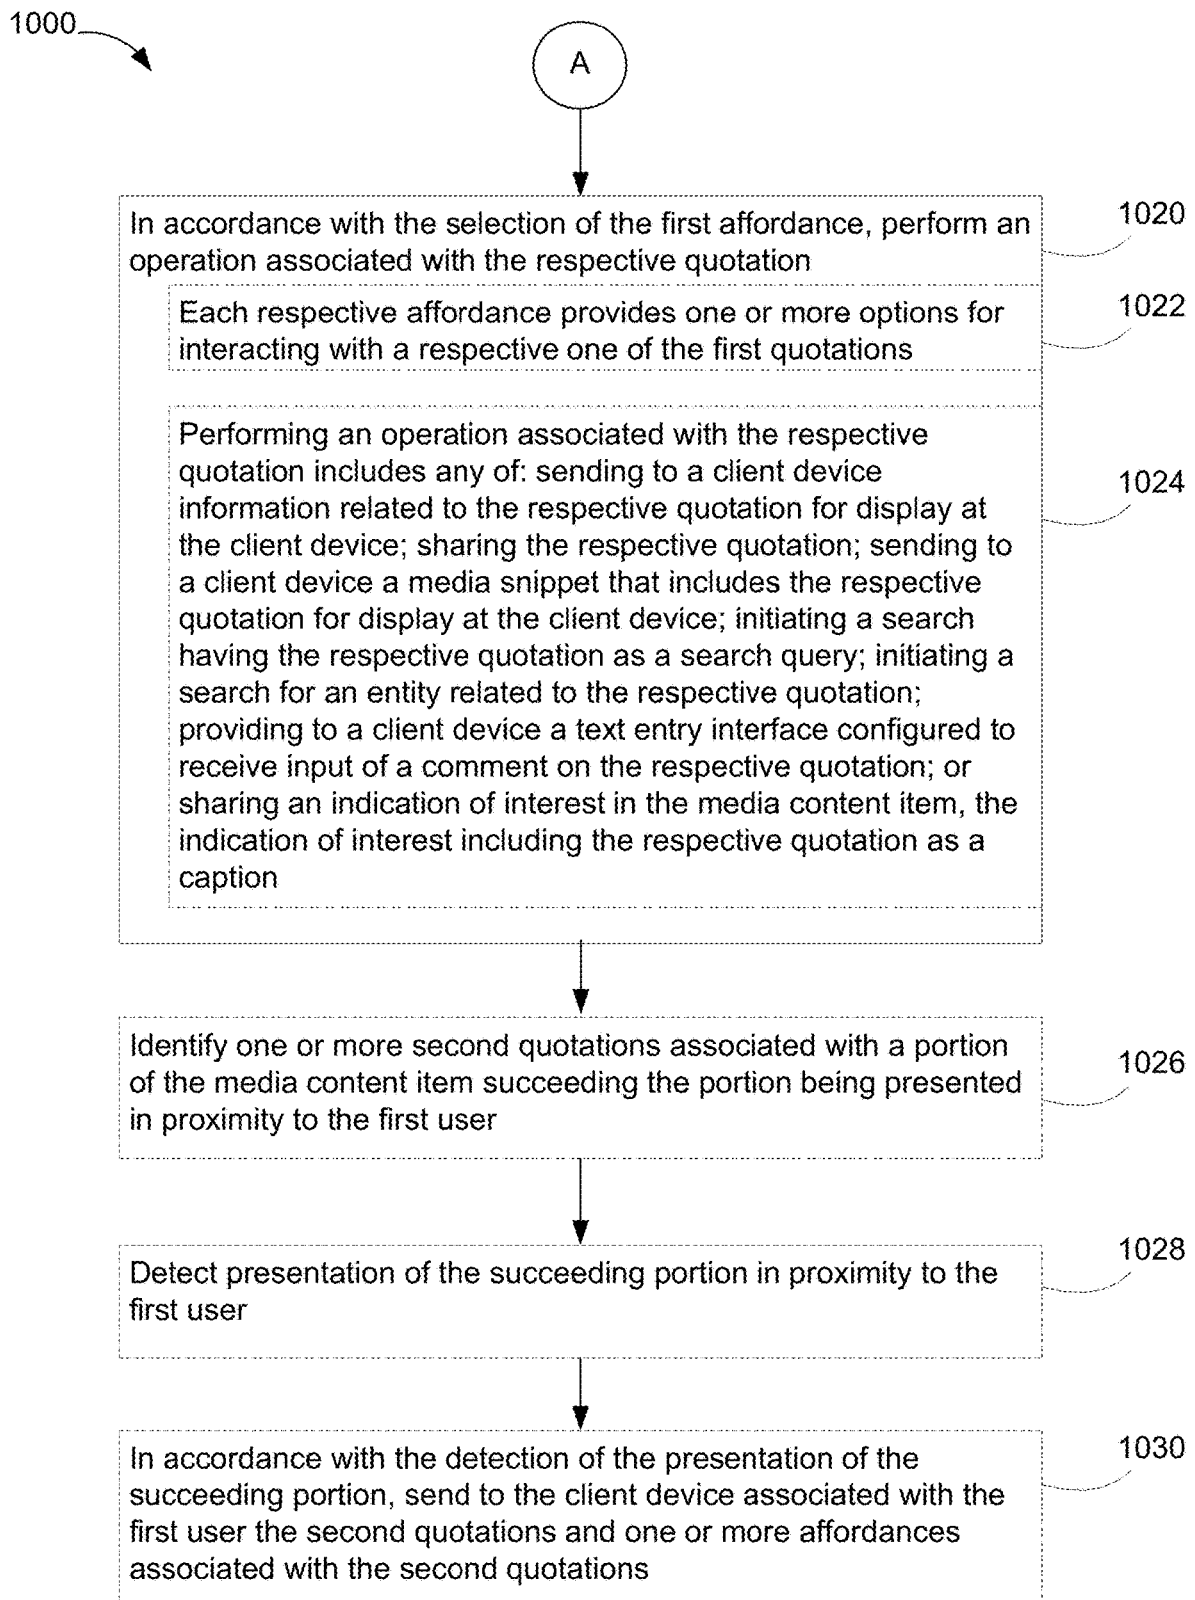 1000
A
In accordance with the selection of the first affordance, perform an
operation associated with the respective quotation
1020
Each respective affordance provides one or more options for
interacting with a respective one of the first quotations
1022
Performing an operation associated with the respective
quotation includes any of: sending to a client device
information related to the respective quotation for display at
the client device; sharing the respective quotation; sending to
a client device a media snippet that includes the respective
quotation for display at the client device; initiating a search
having the respective quotation as a search query; initiating a
search for an entity related to the respective quotation;
providing to a client device a text entry interface configured to
receive input of a comment on the respective quotation; or
sharing an indication of interest in the media content item, the
indication of interest including the respective quotation as a
caption
1024
Identify one or more second quotations associated with a portion
of the media content item succeeding the portion being presented
in proximity to the first user
1026
Detect presentation of the succeeding portion in proximity to the
first user
1028
In accordance with the detection of the presentation of the
succeeding portion, send to the client device associated with the
first user the second quotations and one or more affordances
associated with the second quotations
1030